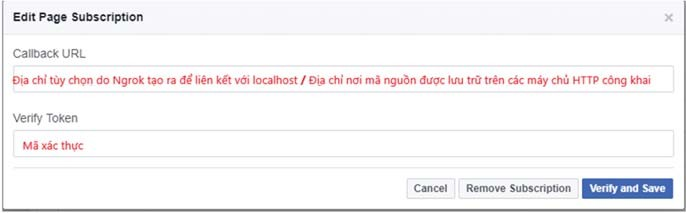 Edit Page Subscription
Callback URL
Địa chỉ tùy chọn do Ngrok tạo ra để liên kết với localhost / Địa chỉ nơi mã nguồn được lưu trữ trên các máy chủ HTTP công khai
Verify Token
Mã xác thực
Cancel Remove Subscription Verify and Save